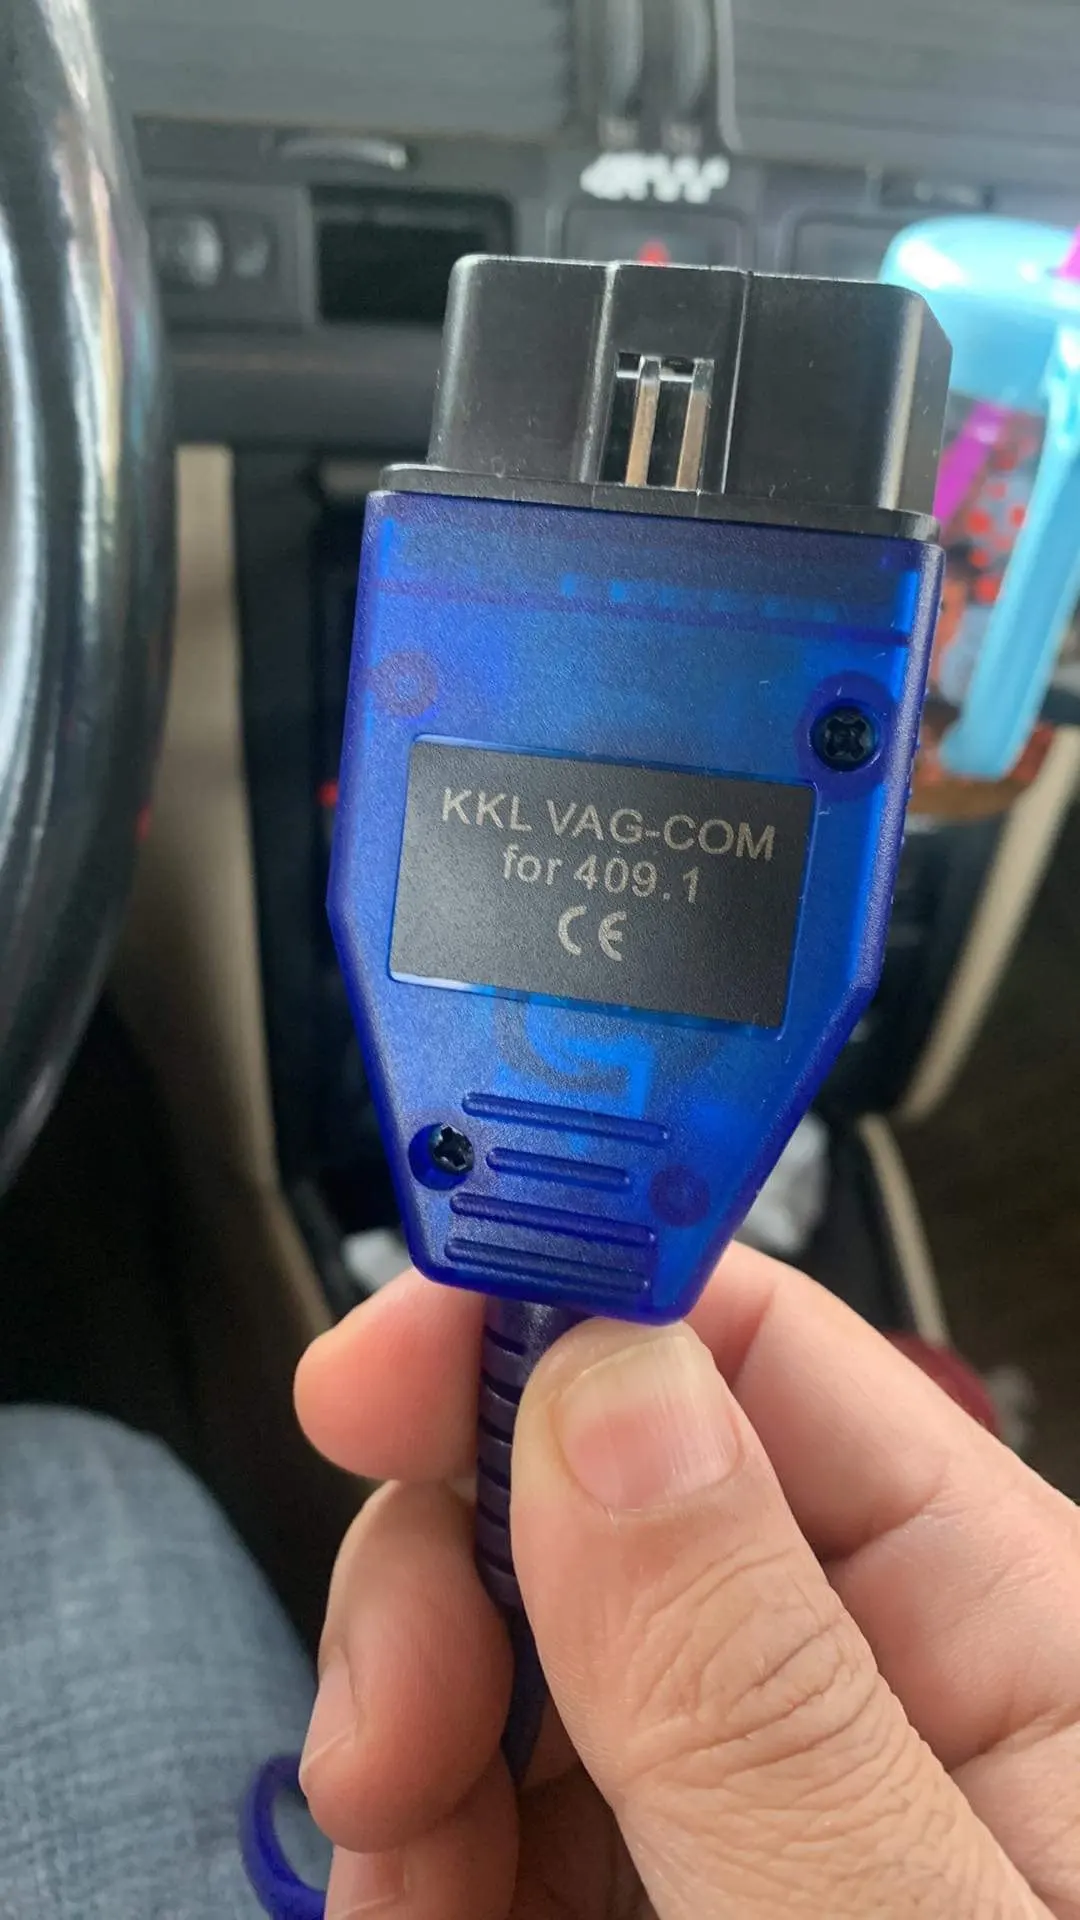 KKL VAG-COM
for 409.1
CE